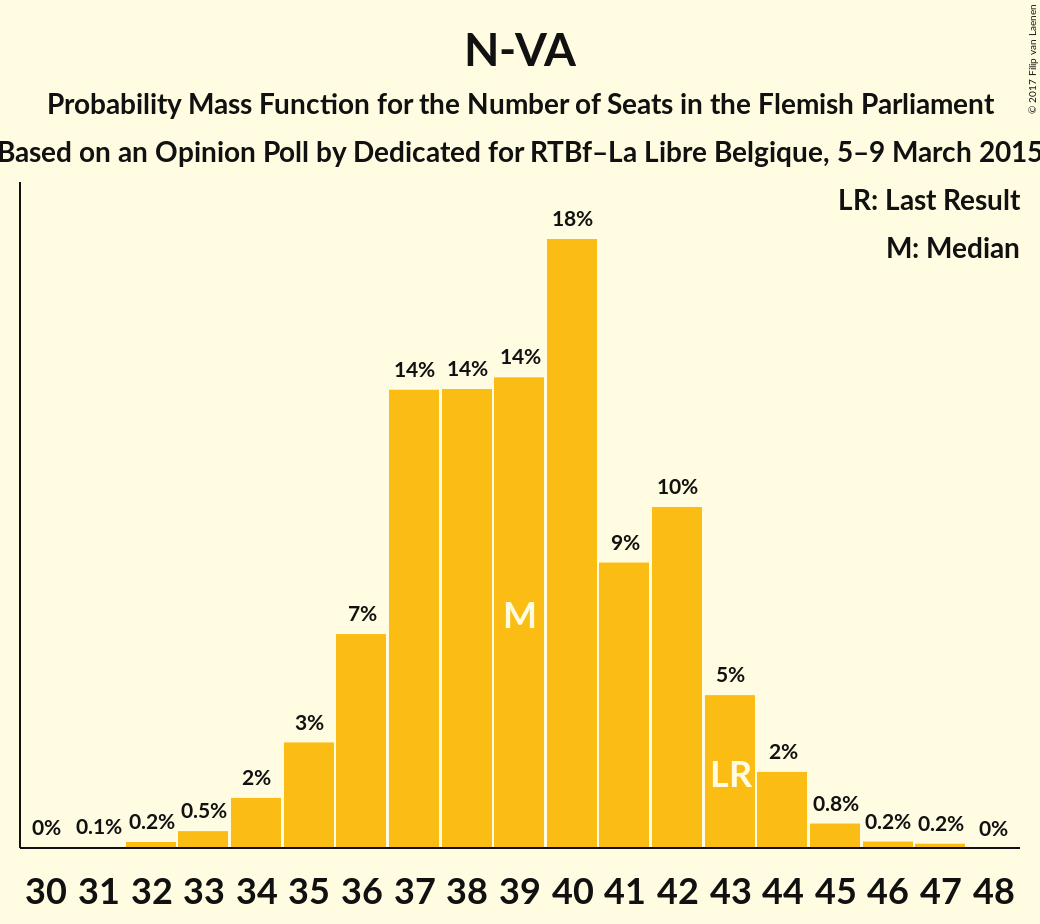 N-VA
Probability Mass Function for the Number of Seats in the Flemish Parliament
Based on an Opinion Poll by Dedicated for RTBf–La Libre Belgique, 5–9 March 2015
© 2017 Filip van Laenen
LR: Last Result
M: Median
0% 0.1% 0.2% 0.5% 2% 3% 7% 14% 14% 14% 18% 9% 10% 5% 2% 0.8% 0.2% 0.2% 0%
M
LR
30 31 32 33 34 35 36 37 38 39 40 41 42 43 44 45 46 47 48